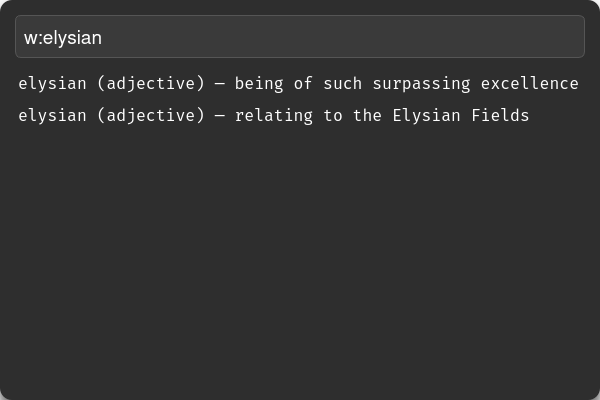 w:elysian
elysian (adjective) — being of such surpassing excellence
elysian (adjective) — relating to the Elysian Fields